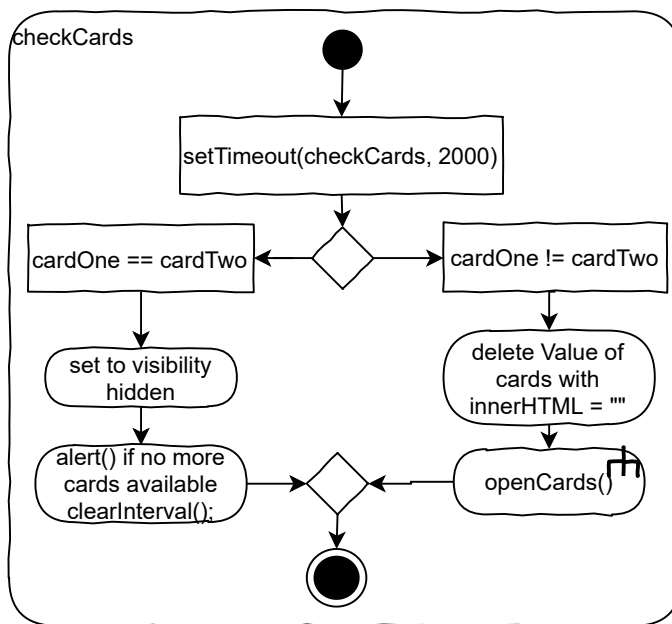 checkCards
setTimeout(checkCards, 2000)
cardOne == cardTwo
cardOne != cardTwo
set to visibility
hidden
delete Value of
cards with
innerHTML = ""
alert() if no more
cards available
clearInterval();
openCards()